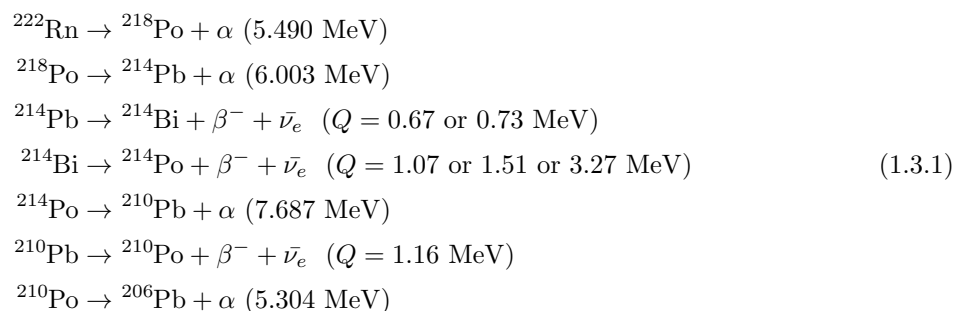 ²²²Rn → ²¹⁸Po + α (5.490 MeV)
²¹⁸Po → ²¹⁴Pb + α (6.003 MeV)
²¹⁴Pb → ²¹⁴Bi + β⁻ + ν̄ₑ (Q = 0.67 or 0.73 MeV)
²¹⁴Bi → ²¹⁴Po + β⁻ + ν̄ₑ (Q = 1.07 or 1.51 or 3.27 MeV) (1.3.1)
²¹⁴Po → ²¹⁰Pb + α (7.687 MeV)
²¹⁰Pb → ²¹⁰Po + β⁻ + ν̄ₑ (Q = 1.16 MeV)
²¹⁰Po → ²⁰⁶Pb + α (5.304 MeV)